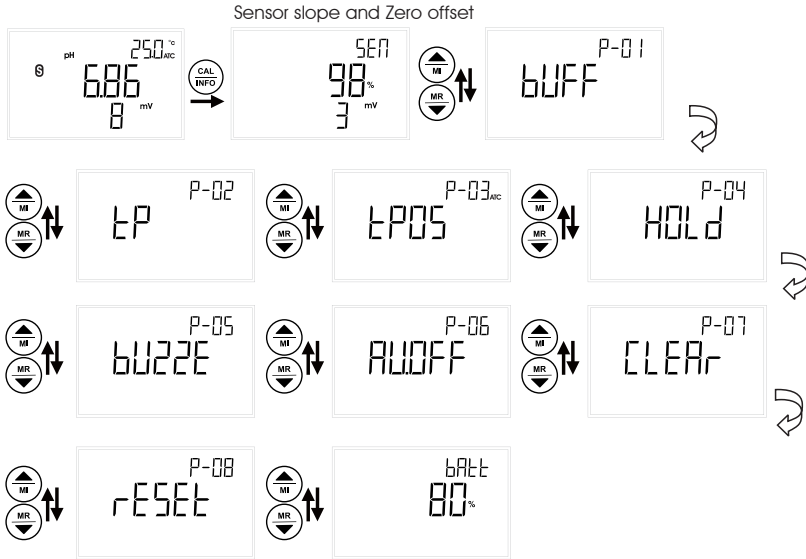 Sensor slope and Zero offset
25.0 °C
ATC
pH
S
6.86
8 mV
CAL
INFO
SEN
98 %
3 mV
MI
MR
P-01
bUFF
MI
MR
P-02
tP
MI
MR
P-03 ATC
tPOS
MI
MR
P-04
HOLd
MI
MR
P-05
bUZZE
MI
MR
P-06
AU.OFF
MI
MR
P-07
CLEAr
MI
MR
P-08
rESEt
MI
MR
bAtt
80 %